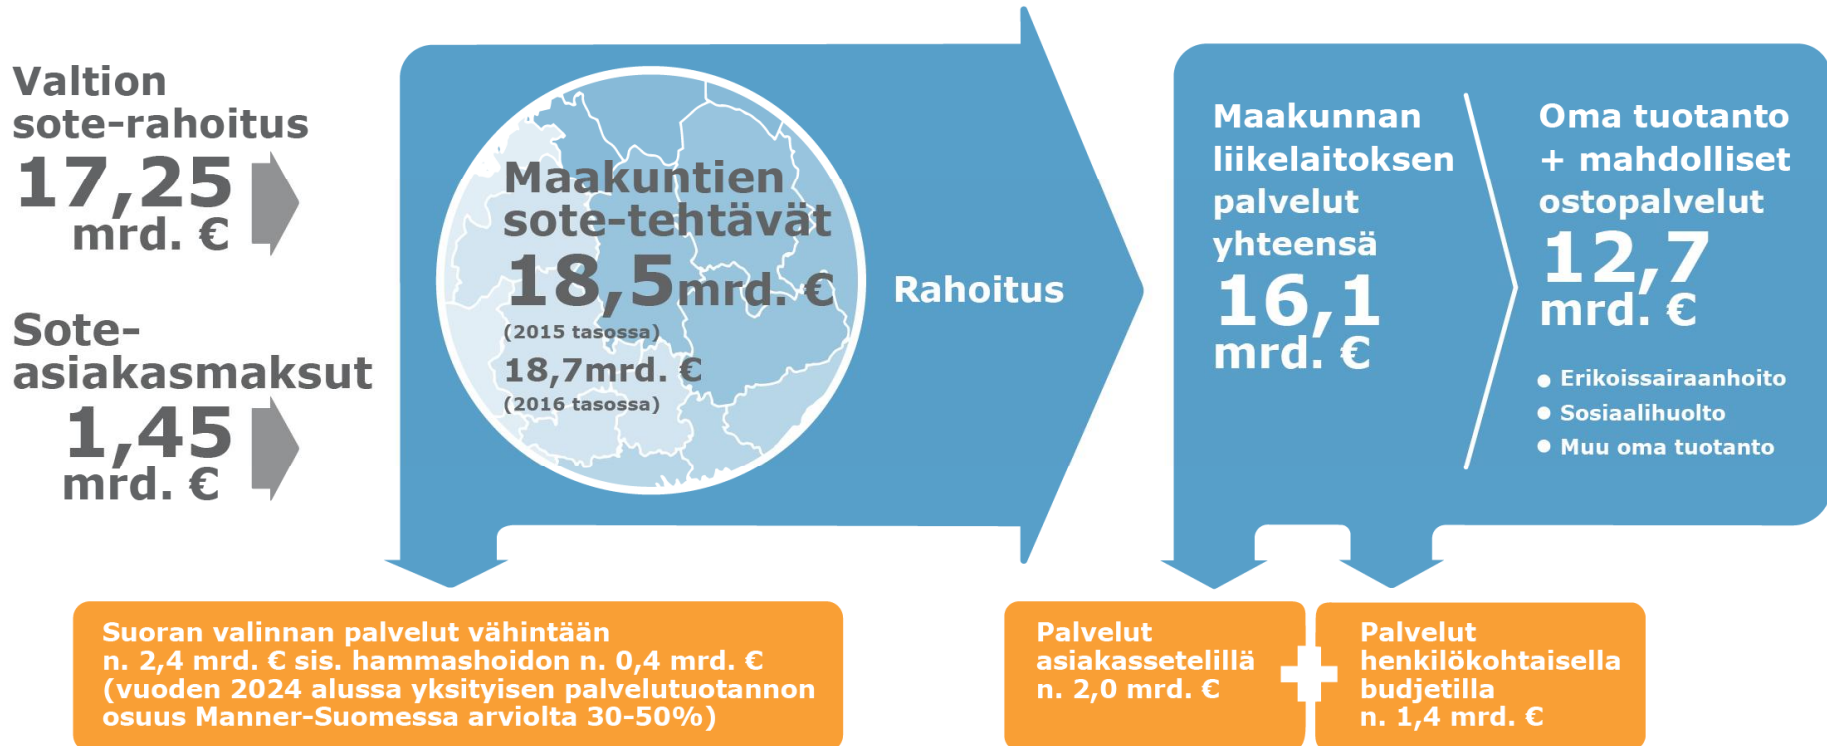 Valtion
sote-rahoitus
17,25
mrd. €
Sote-
asiakasmaksut
1,45
mrd. €
Maakuntien
sote-tehtävät
18,5mrd. €
(2015 tasossa)
18,7mrd. €
(2016 tasossa)
Rahoitus
Maakunnan
liikelaitoksen
palvelut
yhteensä
16,1
mrd. €
Oma tuotanto
+ mahdolliset
ostopalvelut
12,7
mrd. €
● Erikoissairaanhoito
● Sosiaalihuolto
● Muu oma tuotanto
Suoran valinnan palvelut vähintään
n. 2,4 mrd. € sis. hammashoidon n. 0,4 mrd. €
(vuoden 2024 alussa yksityisen palvelutuotannon
osuus Manner-Suomessa arviolta 30-50%)
Palvelut
asiakassetelillä
n. 2,0 mrd. €
Palvelut
henkilökohtaisella
budjetilla
n. 1,4 mrd. €